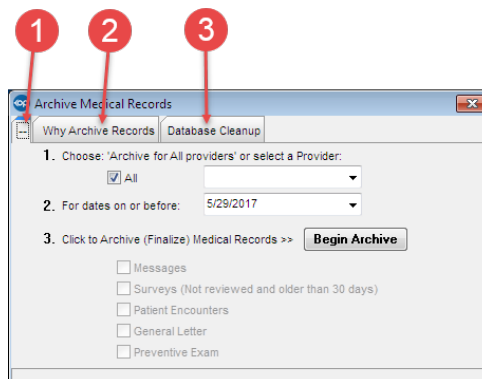 1 2 3
Archive Medical Records
-- Why Archive Records Database Cleanup
1. Choose: 'Archive for All providers' or select a Provider:
All
2. For dates on or before: 5/29/2017
3. Click to Archive (Finalize) Medical Records >> Begin Archive
Messages
Surveys (Not reviewed and older than 30 days)
Patient Encounters
General Letter
Preventive Exam